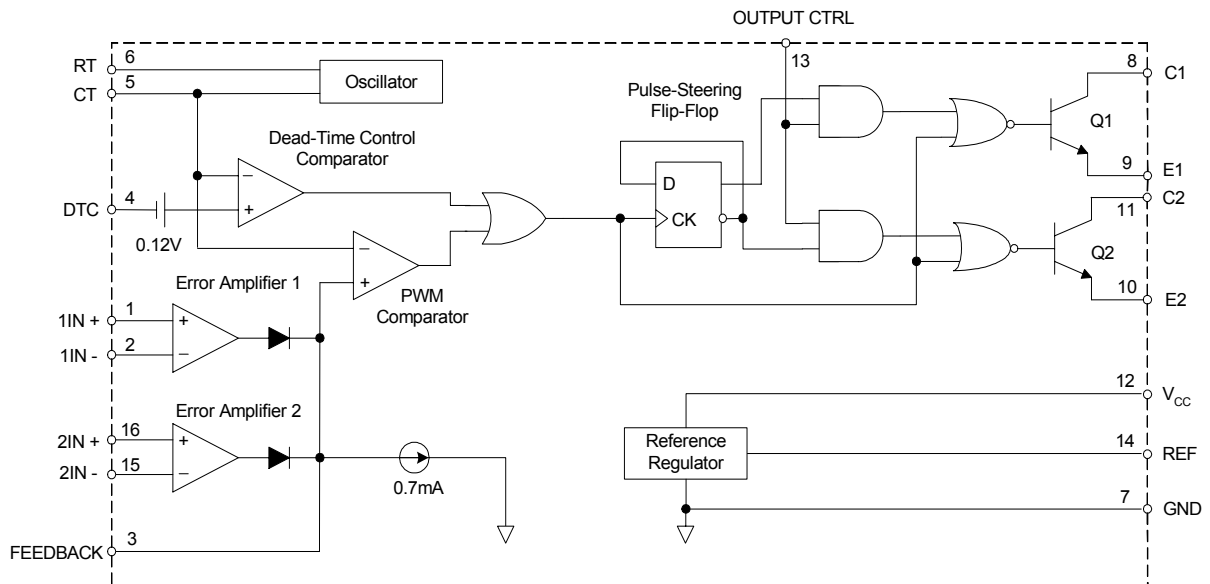 OUTPUT CTRL
13
RT
6
CT
5
Oscillator
Pulse-Steering
Flip-Flop
8
C1
Q1
9
E1
Dead-Time Control
Comparator
DTC
4
0.12V
−
+
D
CK
C2
11
Q2
10
E2
−
+
PWM
Comparator
Error Amplifier 1
1IN +
1
+
1IN -
2
−
Error Amplifier 2
2IN +
16
+
2IN -
15
−
0.7mA
FEEDBACK
3
12
VCC
Reference
Regulator
14
REF
7
GND